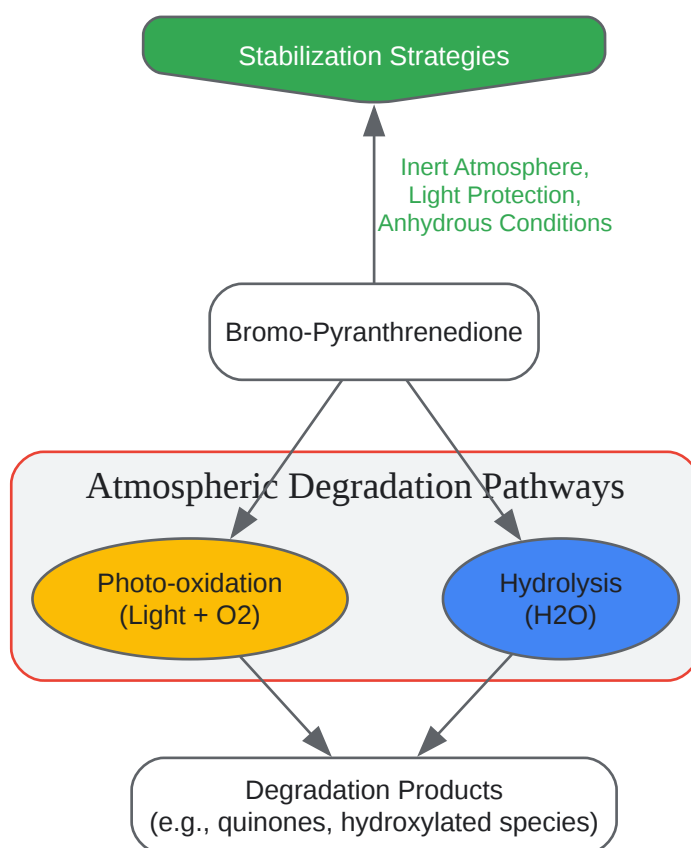 Stabilization Strategies
Inert Atmosphere,
Light Protection,
Anhydrous Conditions
Bromo-Pyranthrenedione
Atmospheric Degradation Pathways
Photo-oxidation
(Light + O2)
Hydrolysis
(H2O)
Degradation Products
(e.g., quinones, hydroxylated species)